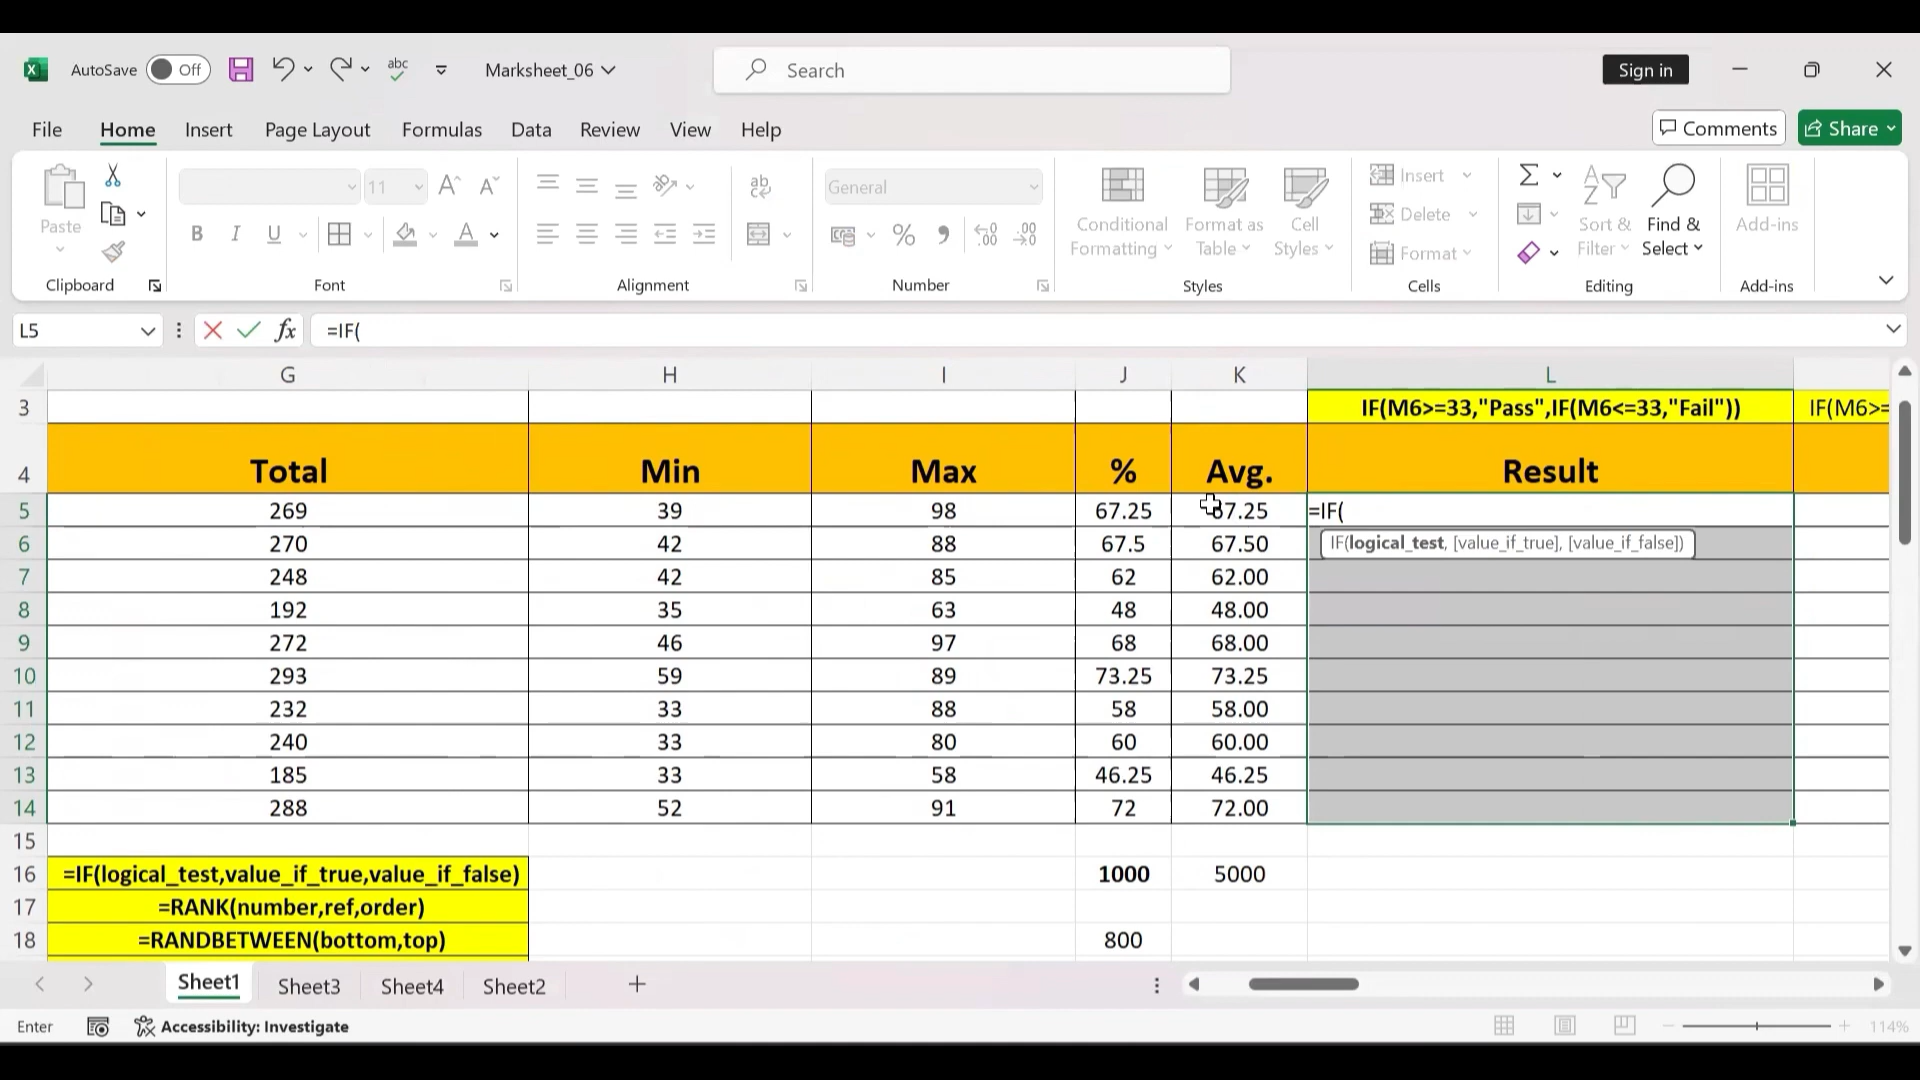 AutoSave Off abc Marksheet_06 Search Sign in
File Home Insert Page Layout Formulas Data Review View Help Comments Share
Paste
Clipboard
11
A A
B I U A
Font
ab
Alignment
General
% 9 .00 .00
Number
Conditional Formatting
Format as Table
Cell Styles
Styles
Insert
Delete
Format
Cells
Sort & Filter
Find & Select
Editing
Add-ins
Add-ins
L5 fx =IF(
G H I J K L
3 IF(M6>=33,"Pass",IF(M6<=33,"Fail")) IF(M6>=
4 Total Min Max % Avg. Result
5 269 39 98 67.25 67.25 =IF(
6 270 42 88 67.5 67.50 IF(logical_test, [value_if_true], [value_if_false])
7 248 42 85 62 62.00
8 192 35 63 48 48.00
9 272 46 97 68 68.00
10 293 59 89 73.25 73.25
11 232 33 88 58 58.00
12 240 33 80 60 60.00
13 185 33 58 46.25 46.25
14 288 52 91 72 72.00
15
16 =IF(logical_test,value_if_true,value_if_false) 1000 5000
17 =RANK(number,ref,order)
18 =RANDBETWEEN(bottom,top) 800
Sheet1 Sheet3 Sheet4 Sheet2
Enter Accessibility: Investigate 114%